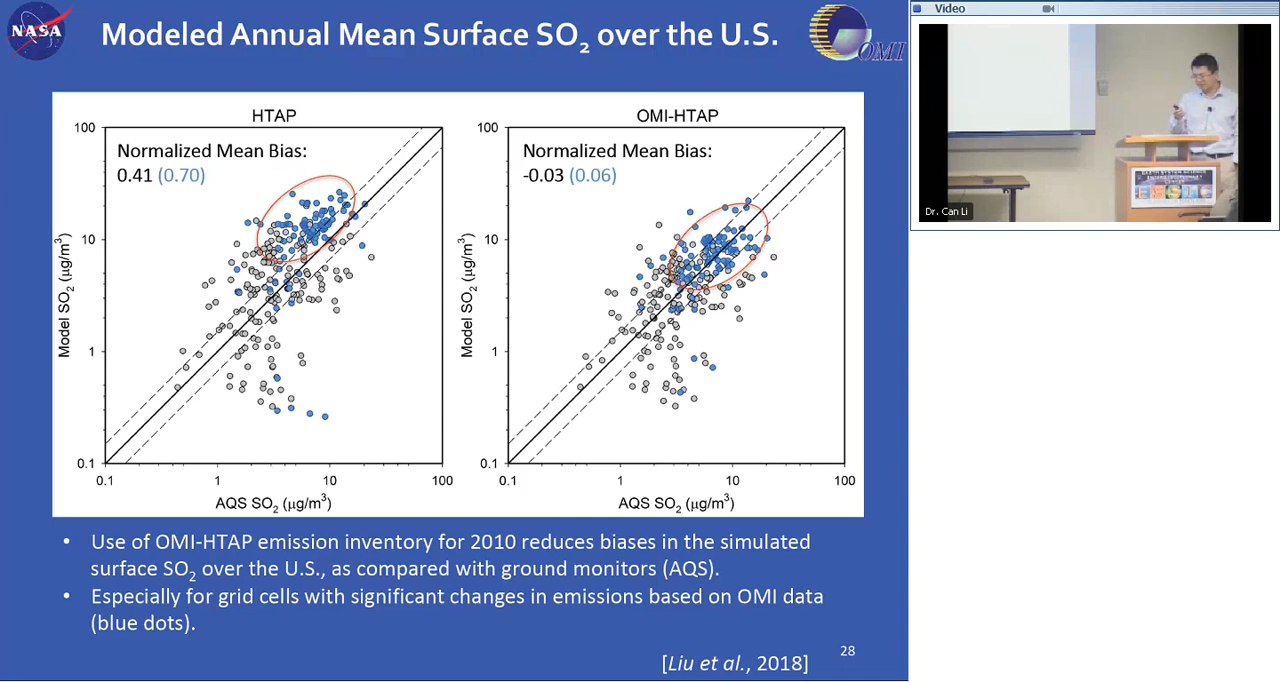 NASA
Modeled Annual Mean Surface SO2 over the U.S.
OMI
Video
Dr. Can Li
HTAP
Normalized Mean Bias:
0.41 (0.70)
100
10
1
0.1
Model SO2 (μg/m3)
0.1 1 10 100
AQS SO2 (μg/m3)
OMI-HTAP
Normalized Mean Bias:
-0.03 (0.06)
100
10
1
0.1
Model SO2 (μg/m3)
0.1 1 10 100
AQS SO2 (μg/m3)
• Use of OMI-HTAP emission inventory for 2010 reduces biases in the simulated
surface SO2 over the U.S., as compared with ground monitors (AQS).
• Especially for grid cells with significant changes in emissions based on OMI data
(blue dots).
[Liu et al., 2018]
28